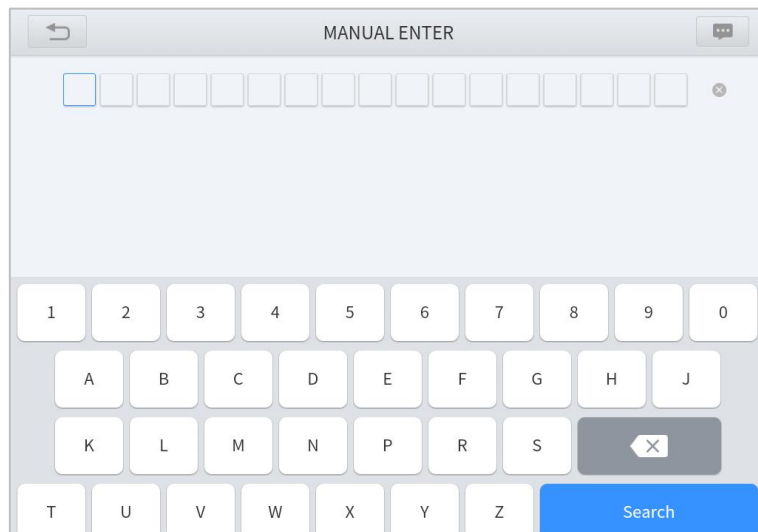 MANUAL ENTER
1 2 3 4 5 6 7 8 9 0
A B C D E F G H J
K L M N P R S
T U V W X Y Z Search